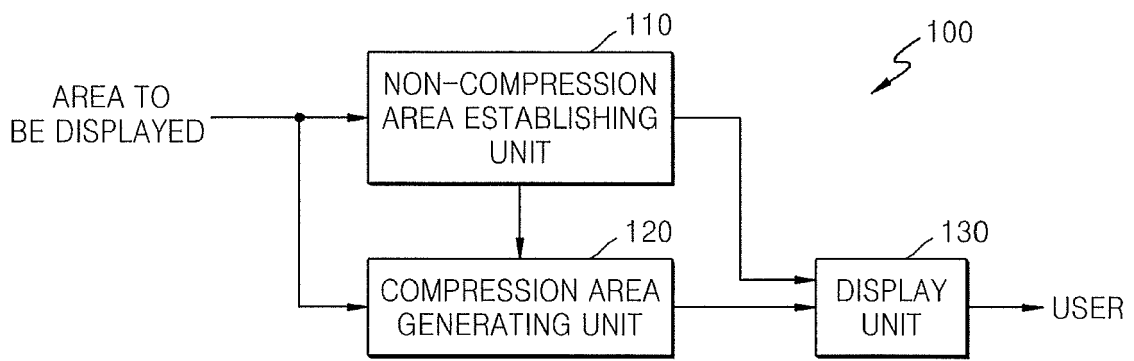 110
100
NON-COMPRESSION
AREA ESTABLISHING
UNIT
AREA TO
BE DISPLAYED
120
130
COMPRESSION AREA
GENERATING UNIT
DISPLAY
UNIT
USER